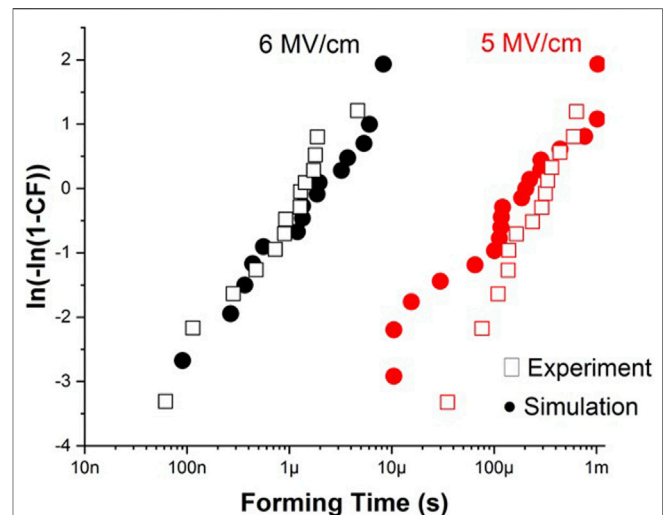 6 MV/cm
5 MV/cm
2
1
0
-1
-2
-3
-4
ln(-ln(1-CF))
Experiment
Simulation
10n
100n
1µ
10µ
100µ
1m
Forming Time (s)